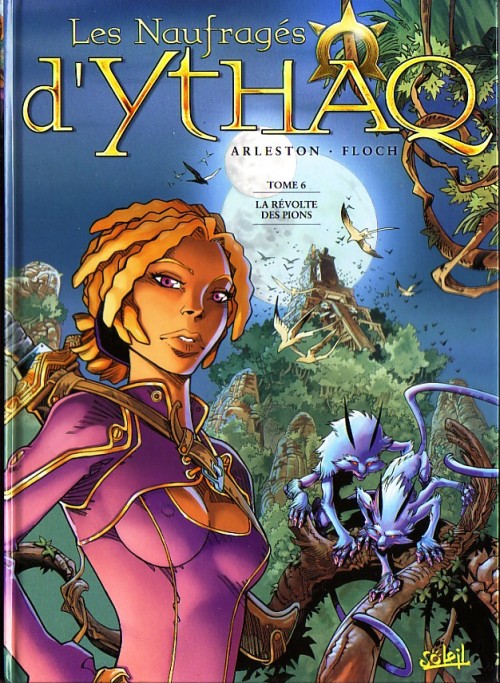 Les Naufragés
d'YTHAQ
ARLESTON · FLOCH
TOME 6
LA RÉVOLTE
DES PIONS
SOLEIL